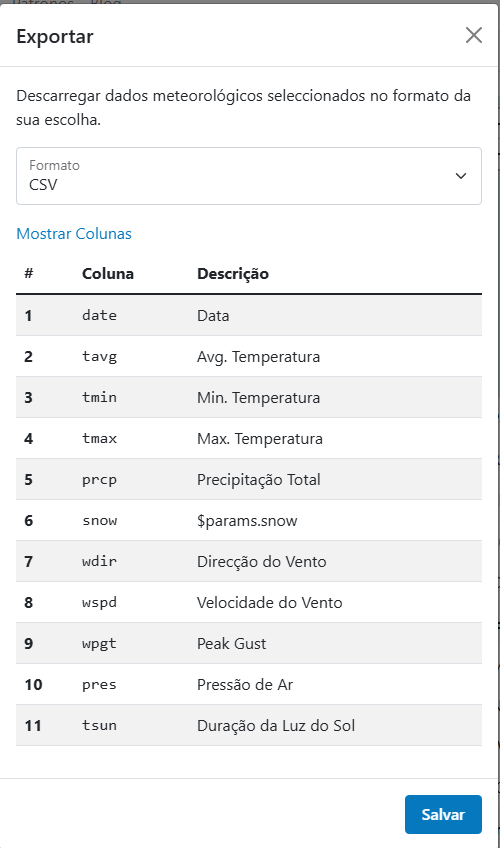 Exportar
Descarregar dados meteorológicos seleccionados no formato da
sua escolha.
Formato
CSV
Mostrar Colunas
# Coluna Descrição
1 date Data
2 tavg Avg. Temperatura
3 tmin Min. Temperatura
4 tmax Max. Temperatura
5 prcp Precipitação Total
6 snow $params.snow
7 wdir Direcção do Vento
8 wspd Velocidade do Vento
9 wpgt Peak Gust
10 pres Pressão de Ar
11 tsun Duração da Luz do Sol
Salvar